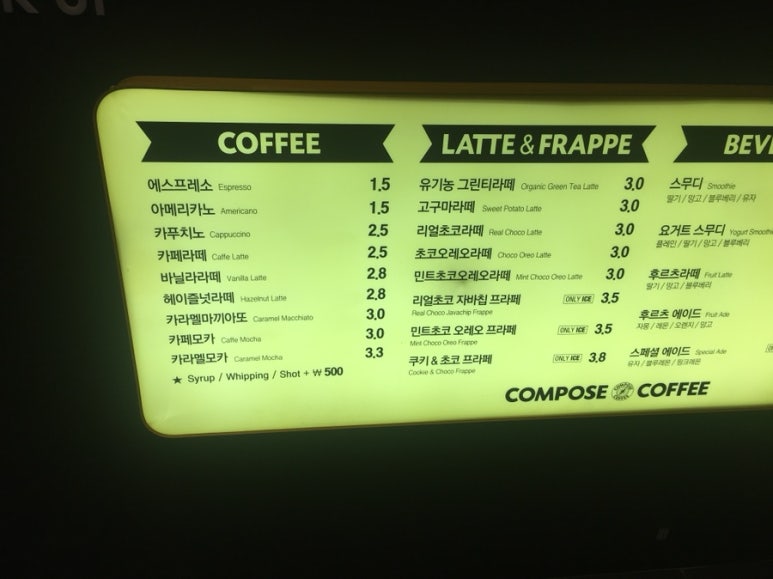 COFFEE
에스프레소 Espresso 1.5
아메리카노 Americano 1.5
카푸치노 Cappuccino 2.5
카페라떼 Caffe Latte 2.5
바닐라라떼 Vanilla Latte 2.8
헤이즐넛라떼 Hazelnut Latte 2.8
카라멜마끼아또 Caramel Macchiato 3.0
카페모카 Caffe Mocha 3.0
카라멜모카 Caramel Mocha 3.3
★ Syrup / Whipping / Shot + ₩ 500
LATTE & FRAPPE
유기농 그린티라떼 Organic Green Tea Latte 3.0
고구마라떼 Sweet Potato Latte 3.0
리얼초코라떼 Real Choco Latte 3.0
초코오레오라떼 Choco Oreo Latte 3.0
민트초코오레오라떼 Mint Choco Oreo Latte 3.0
리얼초코 자바칩 프라페 ONLY ICE 3.5
Real Choco Javachip Frappe
민트초코 오레오 프라페 ONLY ICE 3.5
Mint Choco Oreo Frappe
쿠키 & 초코 프라페 ONLY ICE 3.8
Cookie & Choco Frappe
BEV
스무디 Smoothie
딸기 / 망고 / 블루베리 / 유자
요거트 스무디 Yogurt Smoothie
플레인 / 딸기 / 망고 / 블루베리
후르츠라떼 Fruit Latte
딸기 / 망고 / 블루베리
후르츠 에이드 Fruit Ade
자몽 / 레몬 / 오렌지 / 망고
스페셜 에이드 Special Ade
유자 / 블루레몬 / 핑크레몬
COMPOSE COFFEE